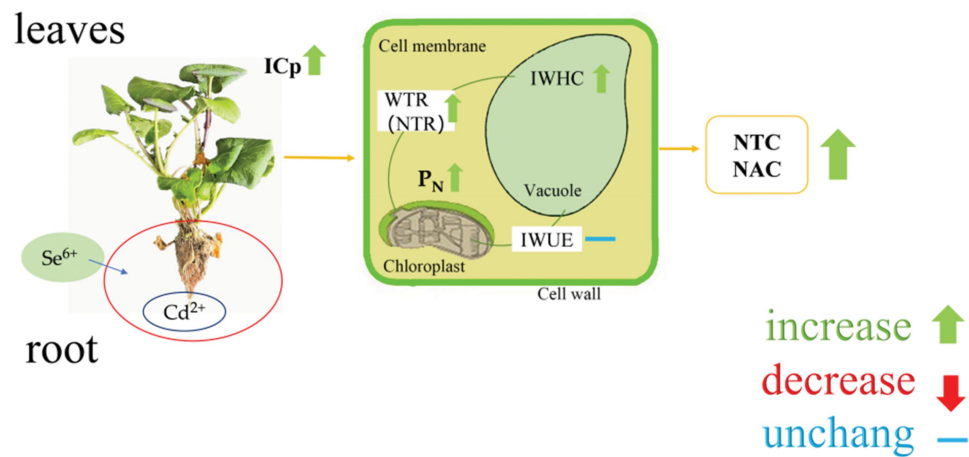 leaves
ICp
Se⁶⁺
Cd²⁺
root
Cell membrane
IWHC
WTR
(NTR)
P_N
Vacuole
IWUE
Chloroplast
Cell wall
NTC
NAC
increase
decrease
unchang